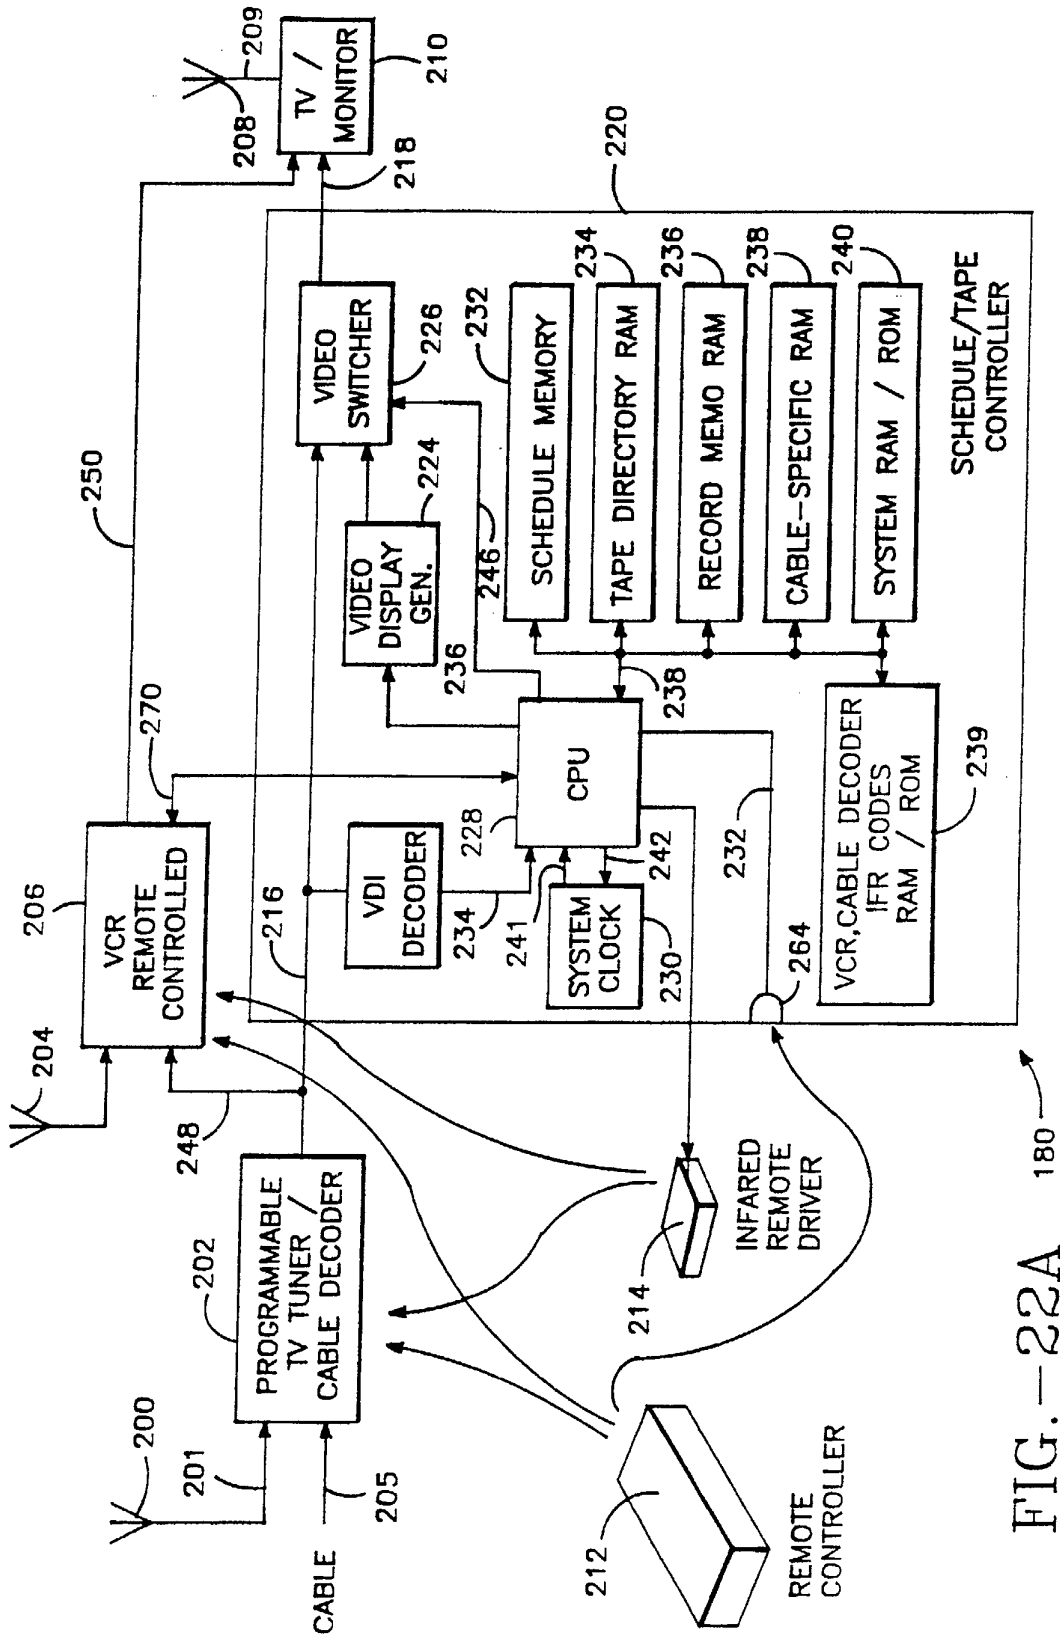 200
201
CABLE
205
202
PROGRAMMABLE
TV TUNER /
CABLE DECODER
204
248
206
VCR
REMOTE
CONTROLLED
216
270
250
208
209
TV /
MONITOR
210
218
220
VIDEO
SWITCHER
226
VIDEO
DISPLAY
GEN.
224
236
246
VDI
DECODER
234
241
228
CPU
242
SYSTEM
CLOCK
230
238
232
264
SCHEDULE MEMORY
232
TAPE DIRECTORY RAM
234
RECORD MEMO RAM
236
CABLE-SPECIFIC RAM
238
SYSTEM RAM / ROM
240
VCR,CABLE DECODER
IFR CODES
RAM / ROM
239
SCHEDULE/TAPE
CONTROLLER
212
REMOTE
CONTROLLER
214
INFARED
REMOTE
DRIVER
180
FIG.-22A